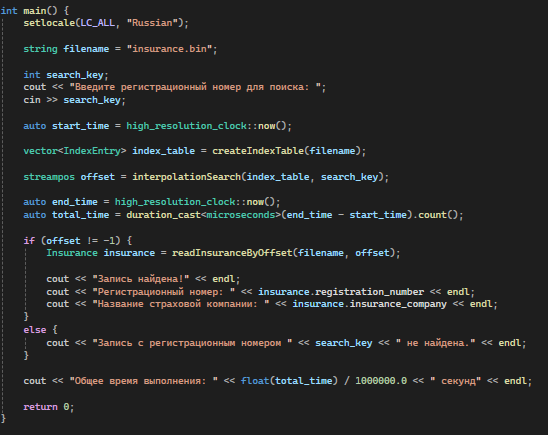 int main() {
setlocale(LC_ALL, "Russian");
string filename = "insurance.bin";
int search_key;
cout << "Введите регистрационный номер для поиска: ";
cin >> search_key;
auto start_time = high_resolution_clock::now();
vector<IndexEntry> index_table = createIndexTable(filename);
streampos offset = interpolationSearch(index_table, search_key);
auto end_time = high_resolution_clock::now();
auto total_time = duration_cast<microseconds>(end_time - start_time).count();
if (offset != -1) {
Insurance insurance = readInsuranceByOffset(filename, offset);
cout << "Запись найдена!" << endl;
cout << "Регистрационный номер: " << insurance.registration_number << endl;
cout << "Название страховой компании: " << insurance.insurance_company << endl;
}
else {
cout << "Запись с регистрационным номером " << search_key << " не найдена." << endl;
}
cout << "Общее время выполнения: " << float(total_time) / 1000000.0 << " секунд" << endl;
return 0;
}